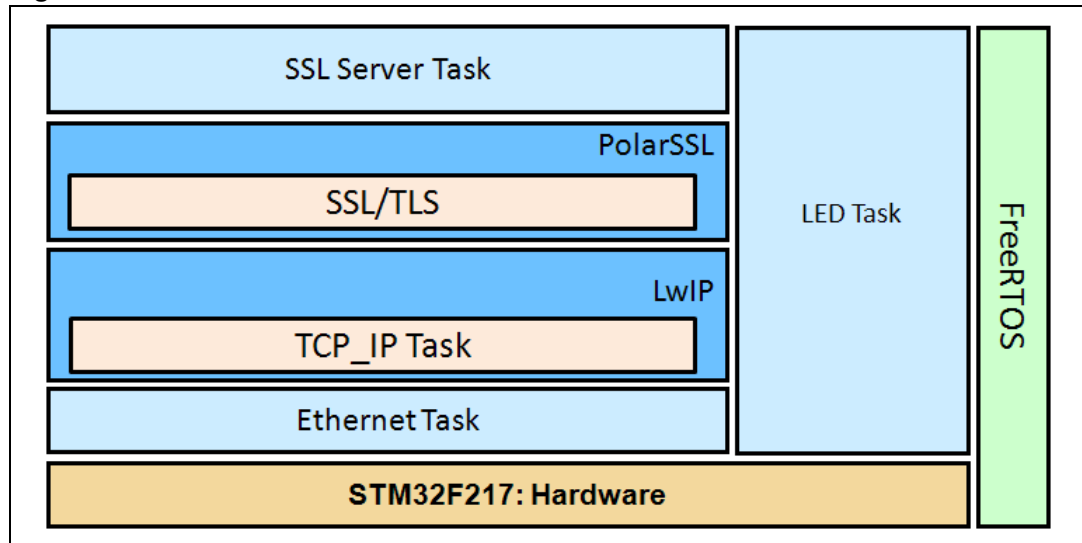 SSL Server Task
PolarSSL
SSL/TLS
LwIP
TCP_IP Task
Ethernet Task
LED Task
FreeRTOS
STM32F217: Hardware